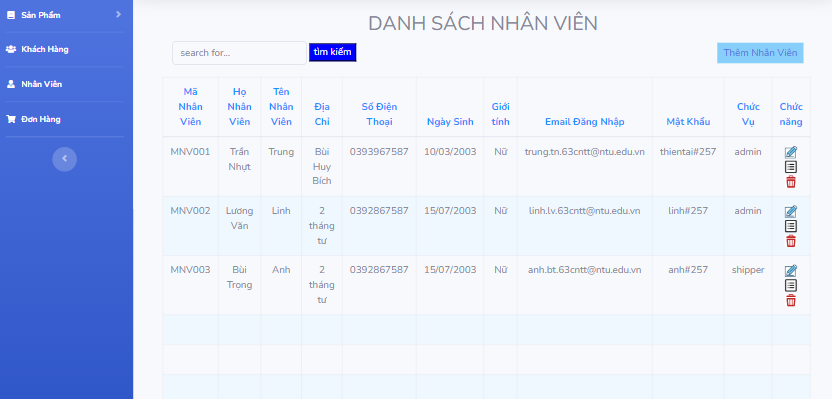 Sản Phẩm
Khách Hàng
Nhân Viên
Đơn Hàng
DANH SÁCH NHÂN VIÊN
search for...
tìm kiếm
Thêm Nhân Viên
Mã Nhân Viên
Họ Nhân Viên
Tên Nhân Viên
Địa Chỉ
Số Điện Thoại
Ngày Sinh
Giới tính
Email Đăng Nhập
Mật Khẩu
Chức Vụ
Chức năng
MNV001
Trần Nhựt
Trung
Bùi Huy Bích
0393967587
10/03/2003
Nữ
trung.tn.63cntt@ntu.edu.vn
thientai#257
admin
MNV002
Lương Văn
Linh
2 tháng tư
0392867587
15/07/2003
Nữ
linh.lv.63cntt@ntu.edu.vn
linh#257
admin
MNV003
Bùi Trọng
Anh
2 tháng tư
0392867587
15/07/2003
Nữ
anh.bt.63cntt@ntu.edu.vn
anh#257
shipper